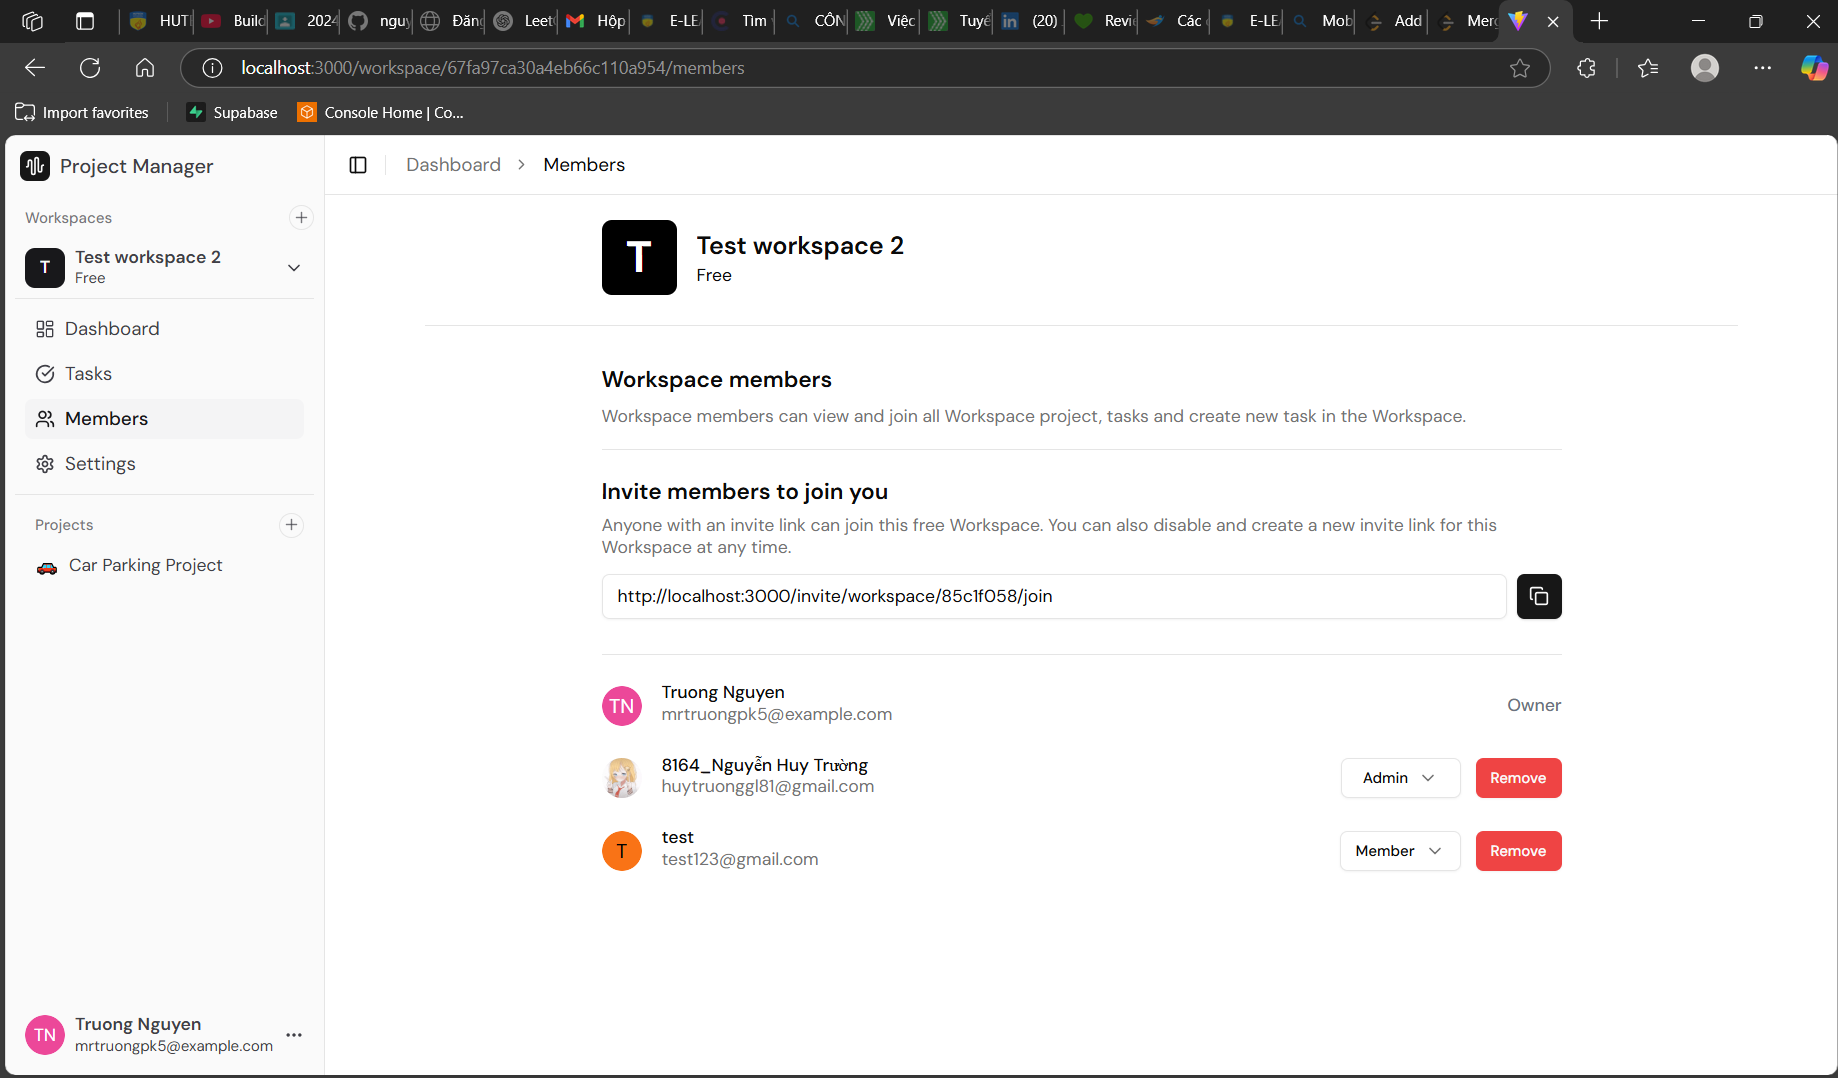 HUT
Build
2024
nguy
Đăng
Leet
Hộp
E-LEA
Tìm
CÔN
Việc
Tuyể
(20)
Revie
Các
E-LEA
Mob
Add
Merg
localhost:3000/workspace/67fa97ca30a4eb66c110a954/members
Import favorites
Supabase
Console Home | Co...
Project Manager
Workspaces
T
Test workspace 2
Free
Dashboard
Tasks
Members
Settings
Projects
Car Parking Project
TN
Truong Nguyen
mrtruongpk5@example.com
Dashboard > Members
T
Test workspace 2
Free
Workspace members
Workspace members can view and join all Workspace project, tasks and create new task in the Workspace.
Invite members to join you
Anyone with an invite link can join this free Workspace. You can also disable and create a new invite link for this
Workspace at any time.
http://localhost:3000/invite/workspace/85c1f058/join
TN
Truong Nguyen
mrtruongpk5@example.com
Owner
8164_Nguyễn Huy Trường
huytruonggl81@gmail.com
Admin
Remove
T
test
test123@gmail.com
Member
Remove